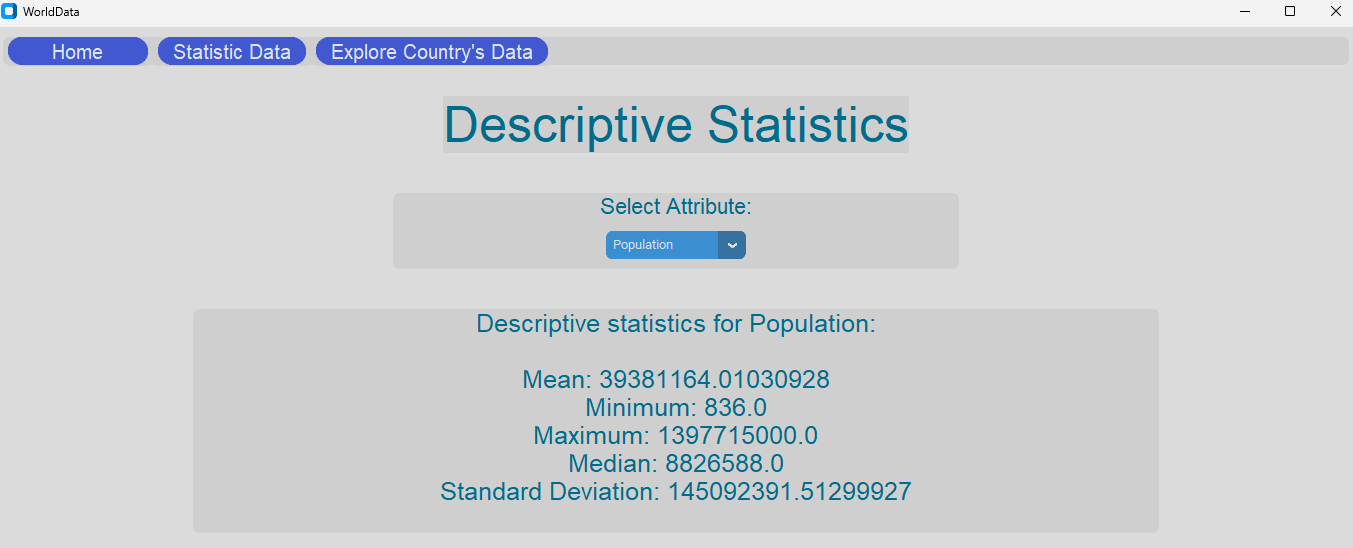 WorldData
Home Statistic Data Explore Country's Data
Descriptive Statistics
Select Attribute:
Population
Descriptive statistics for Population:
Mean: 39381164.01030928
Minimum: 836.0
Maximum: 1397715000.0
Median: 8826588.0
Standard Deviation: 145092391.51299927